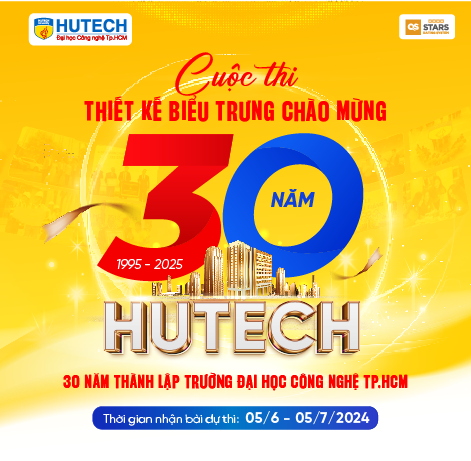 HUTECH
Đại học Công nghệ Tp.HCM
STARS
Cuộc thi
THIẾT KẾ BIỂU TRƯNG CHÀO MỪNG
30
NĂM
1995 - 2025
HUTECH
30 NĂM THÀNH LẬP TRƯỜNG ĐẠI HỌC CÔNG NGHỆ TP.HCM
Thời gian nhận bài dự thi: 05/6 - 05/7/2024